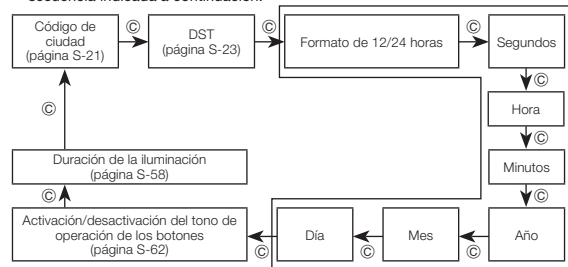 secuencia indicada a continuación.
Código de
ciudad
(página S-21)
Ⓒ
DST
(página S-23)
Ⓒ
Formato de 12/24 horas
Ⓒ
Segundos
Ⓒ
Hora
Ⓒ
Minutos
Ⓒ
Año
Ⓒ
Mes
Ⓒ
Día
Ⓒ
Activación/desactivación del tono de
operación de los botones
(página S-62)
Ⓒ
Duración de la iluminación
(página S-58)
Ⓒ